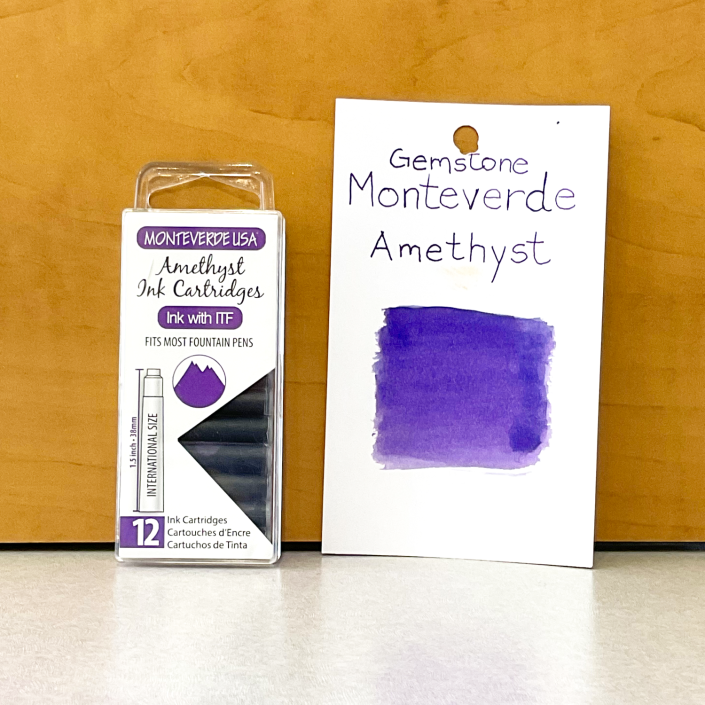 MONTEVERDE USA
Amethyst
Ink Cartridges
Ink with ITF
FITS MOST FOUNTAIN PENS
1.5 inch • 38mm
INTERNATIONAL SIZE
12
Ink Cartridges
Cartouches d'Encre
Cartuchos de Tinta
Gemstone
Monteverde
Amethyst